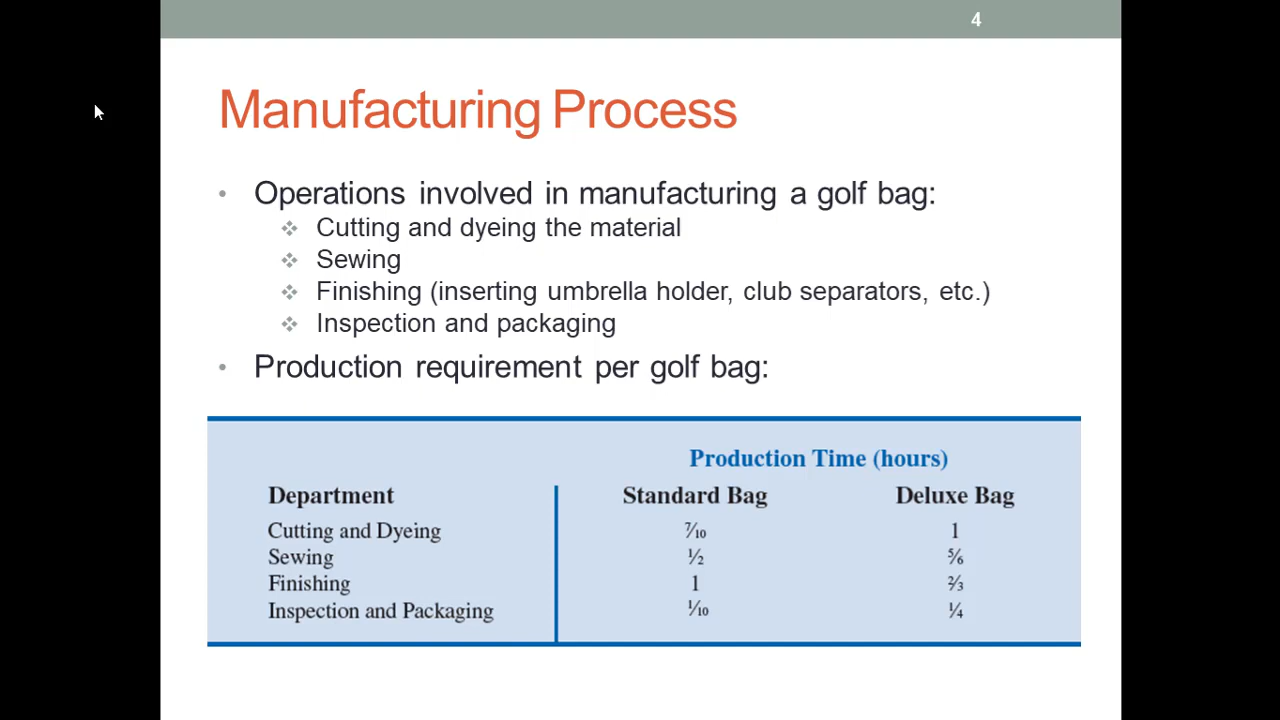 4
Manufacturing Process
• Operations involved in manufacturing a golf bag:
❖ Cutting and dyeing the material
❖ Sewing
❖ Finishing (inserting umbrella holder, club separators, etc.)
❖ Inspection and packaging
• Production requirement per golf bag:
Production Time (hours)
Department Standard Bag Deluxe Bag
Cutting and Dyeing 7/10 1
Sewing 1/2 5/6
Finishing 1 2/3
Inspection and Packaging 1/10 1/4